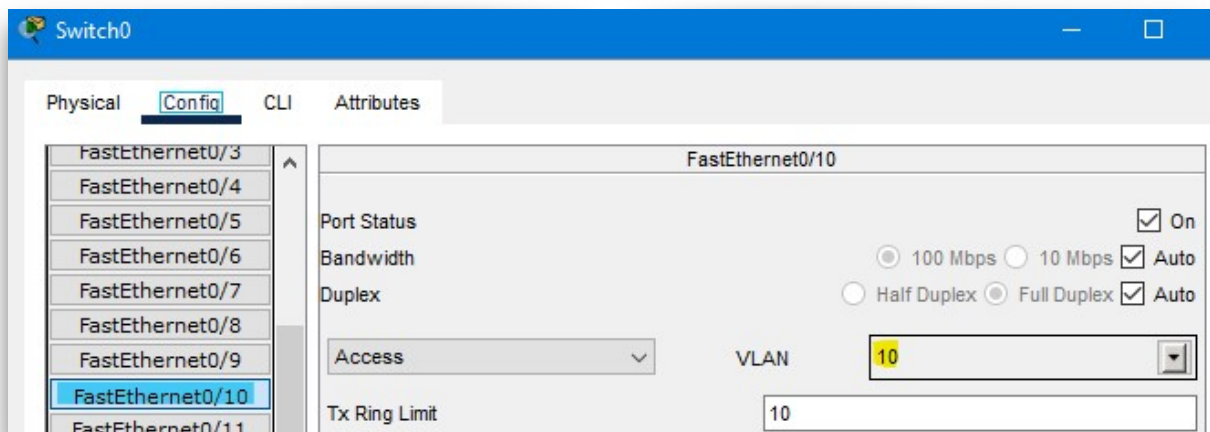 Switch0
Physical Config CLI Attributes
FastEthernet0/3
FastEthernet0/4
FastEthernet0/5
FastEthernet0/6
FastEthernet0/7
FastEthernet0/8
FastEthernet0/9
FastEthernet0/10
FastEthernet0/11
FastEthernet0/10
Port Status On
Bandwidth 100 Mbps 10 Mbps Auto
Duplex Half Duplex Full Duplex Auto
Access VLAN 10
Tx Ring Limit 10